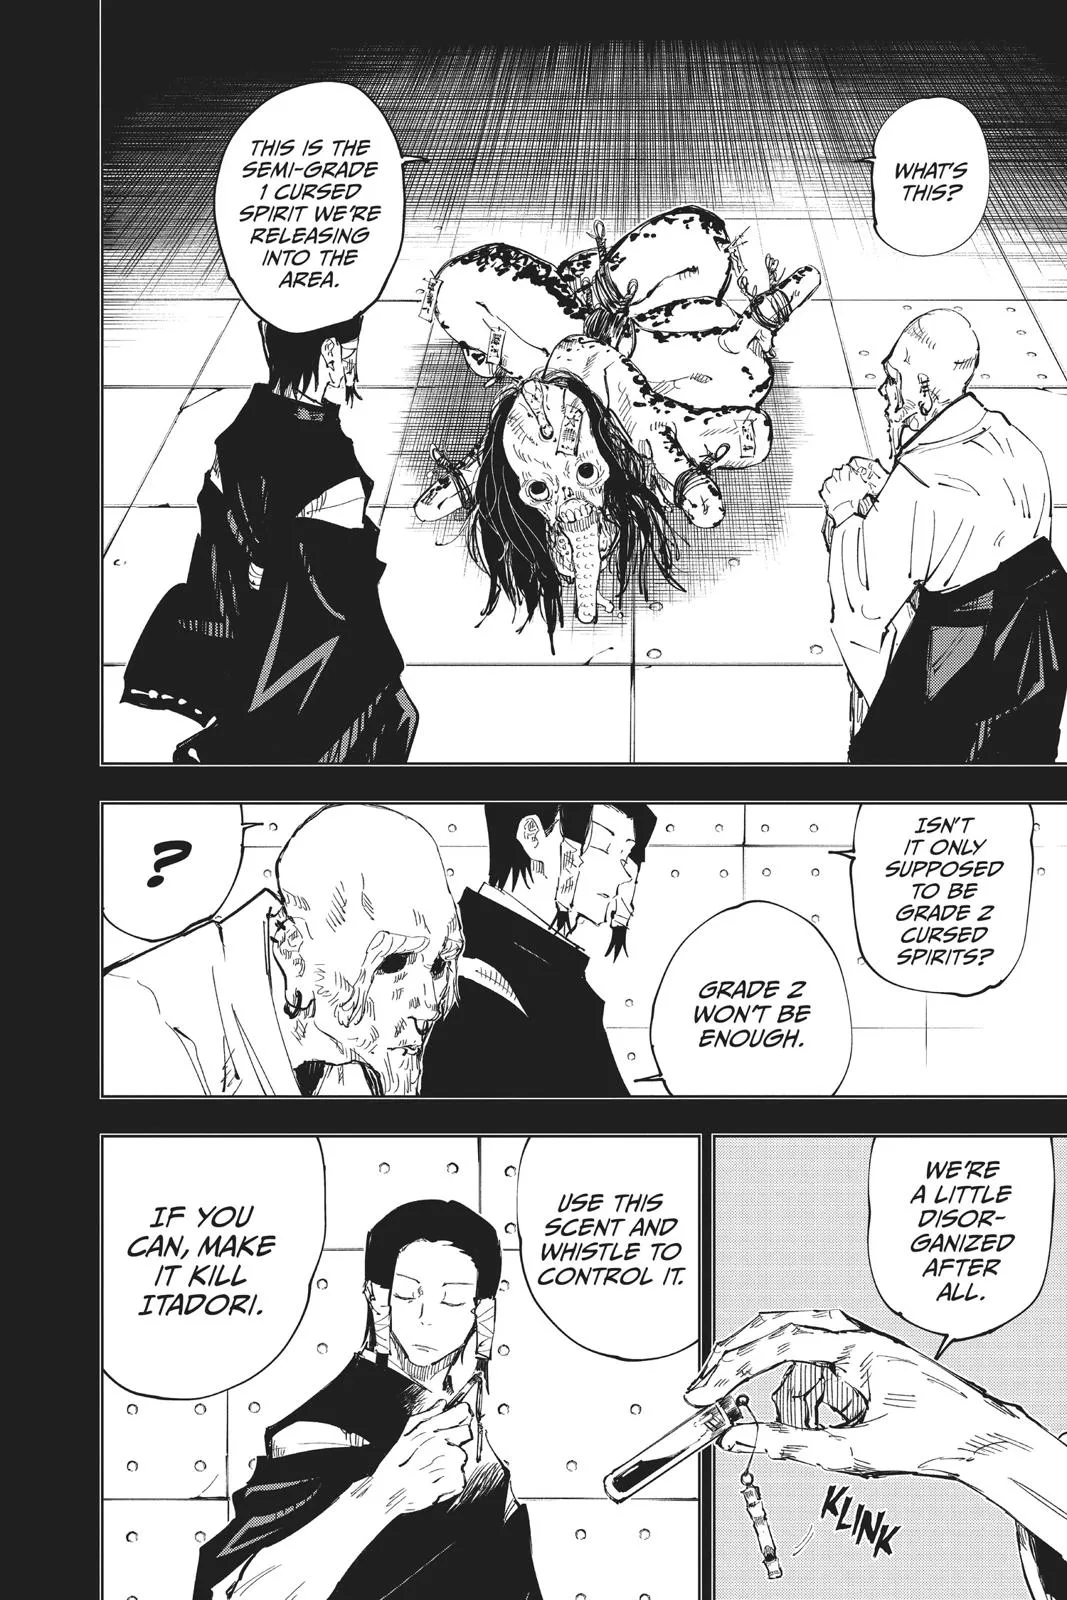 WHAT'S
THIS?
THIS IS THE
SEMI-GRADE
1 CURSED
SPIRIT WE'RE
RELEASING
INTO THE
AREA.
ISN'T
IT ONLY
SUPPOSED
TO BE
GRADE 2
CURSED
SPIRITS?
GRADE 2
WON'T BE
ENOUGH.
?
WE'RE
A LITTLE
DISOR-
GANIZED
AFTER
ALL.
KLINK
USE THIS
SCENT AND
WHISTLE TO
CONTROL IT.
IF YOU
CAN, MAKE
IT KILL
ITADORI.